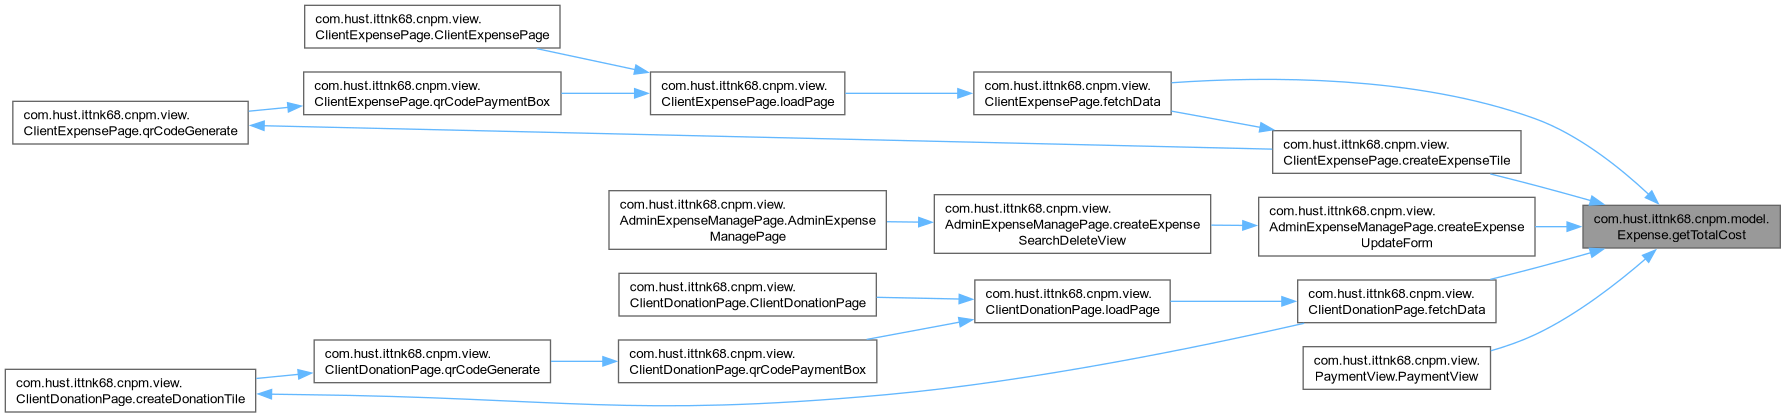 com.hust.ittnk68.cnpm.view.
ClientExpensePage.ClientExpensePage
com.hust.ittnk68.cnpm.view.
ClientExpensePage.qrCodePaymentBox
com.hust.ittnk68.cnpm.view.
ClientExpensePage.loadPage
com.hust.ittnk68.cnpm.view.
ClientExpensePage.fetchData
com.hust.ittnk68.cnpm.view.
ClientExpensePage.qrCodeGenerate
com.hust.ittnk68.cnpm.view.
ClientExpensePage.createExpenseTile
com.hust.ittnk68.cnpm.view.
AdminExpenseManagePage.AdminExpense
ManagePage
com.hust.ittnk68.cnpm.view.
AdminExpenseManagePage.createExpense
SearchDeleteView
com.hust.ittnk68.cnpm.view.
AdminExpenseManagePage.createExpense
UpdateForm
com.hust.ittnk68.cnpm.model.
Expense.getTotalCost
com.hust.ittnk68.cnpm.view.
ClientDonationPage.ClientDonationPage
com.hust.ittnk68.cnpm.view.
ClientDonationPage.loadPage
com.hust.ittnk68.cnpm.view.
ClientDonationPage.fetchData
com.hust.ittnk68.cnpm.view.
ClientDonationPage.qrCodeGenerate
com.hust.ittnk68.cnpm.view.
ClientDonationPage.qrCodePaymentBox
com.hust.ittnk68.cnpm.view.
PaymentView.PaymentView
com.hust.ittnk68.cnpm.view.
ClientDonationPage.createDonationTile